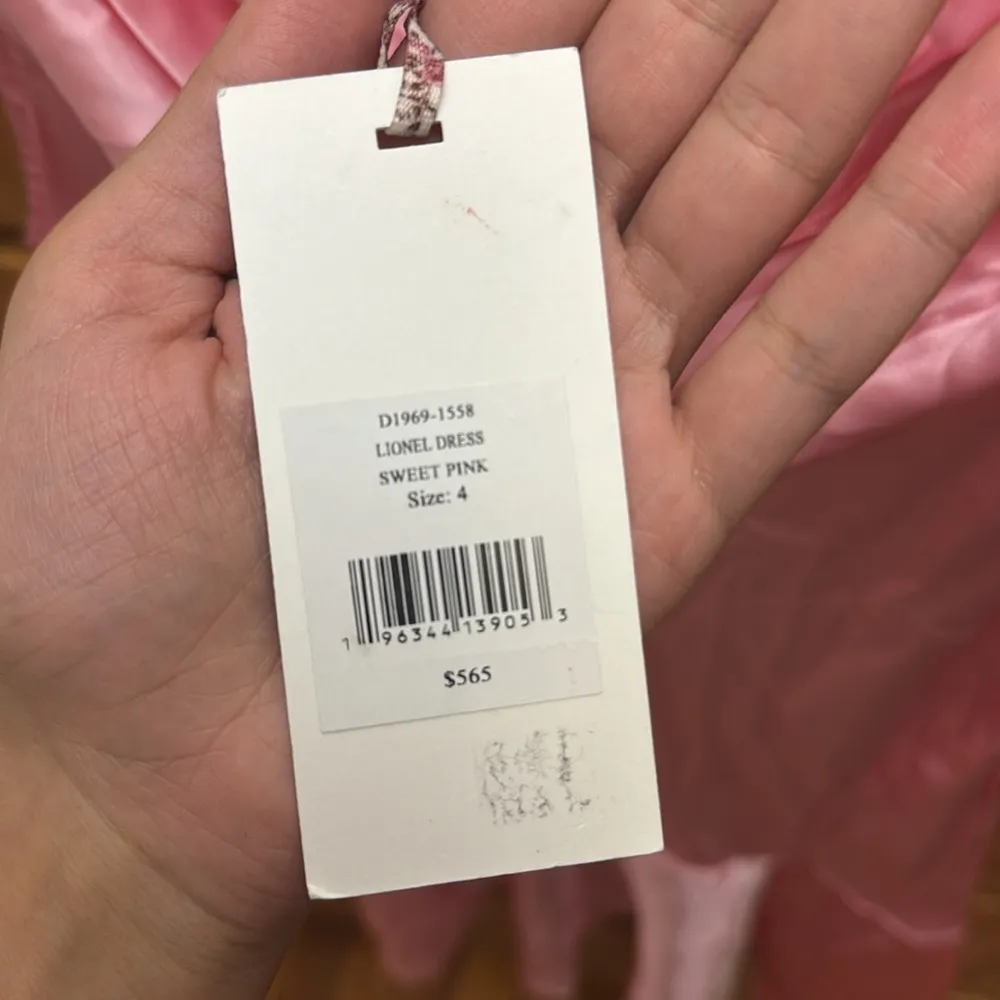 D1969-1558
LIONEL DRESS
SWEET PINK
Size: 4
1 96344 13905 3
$565